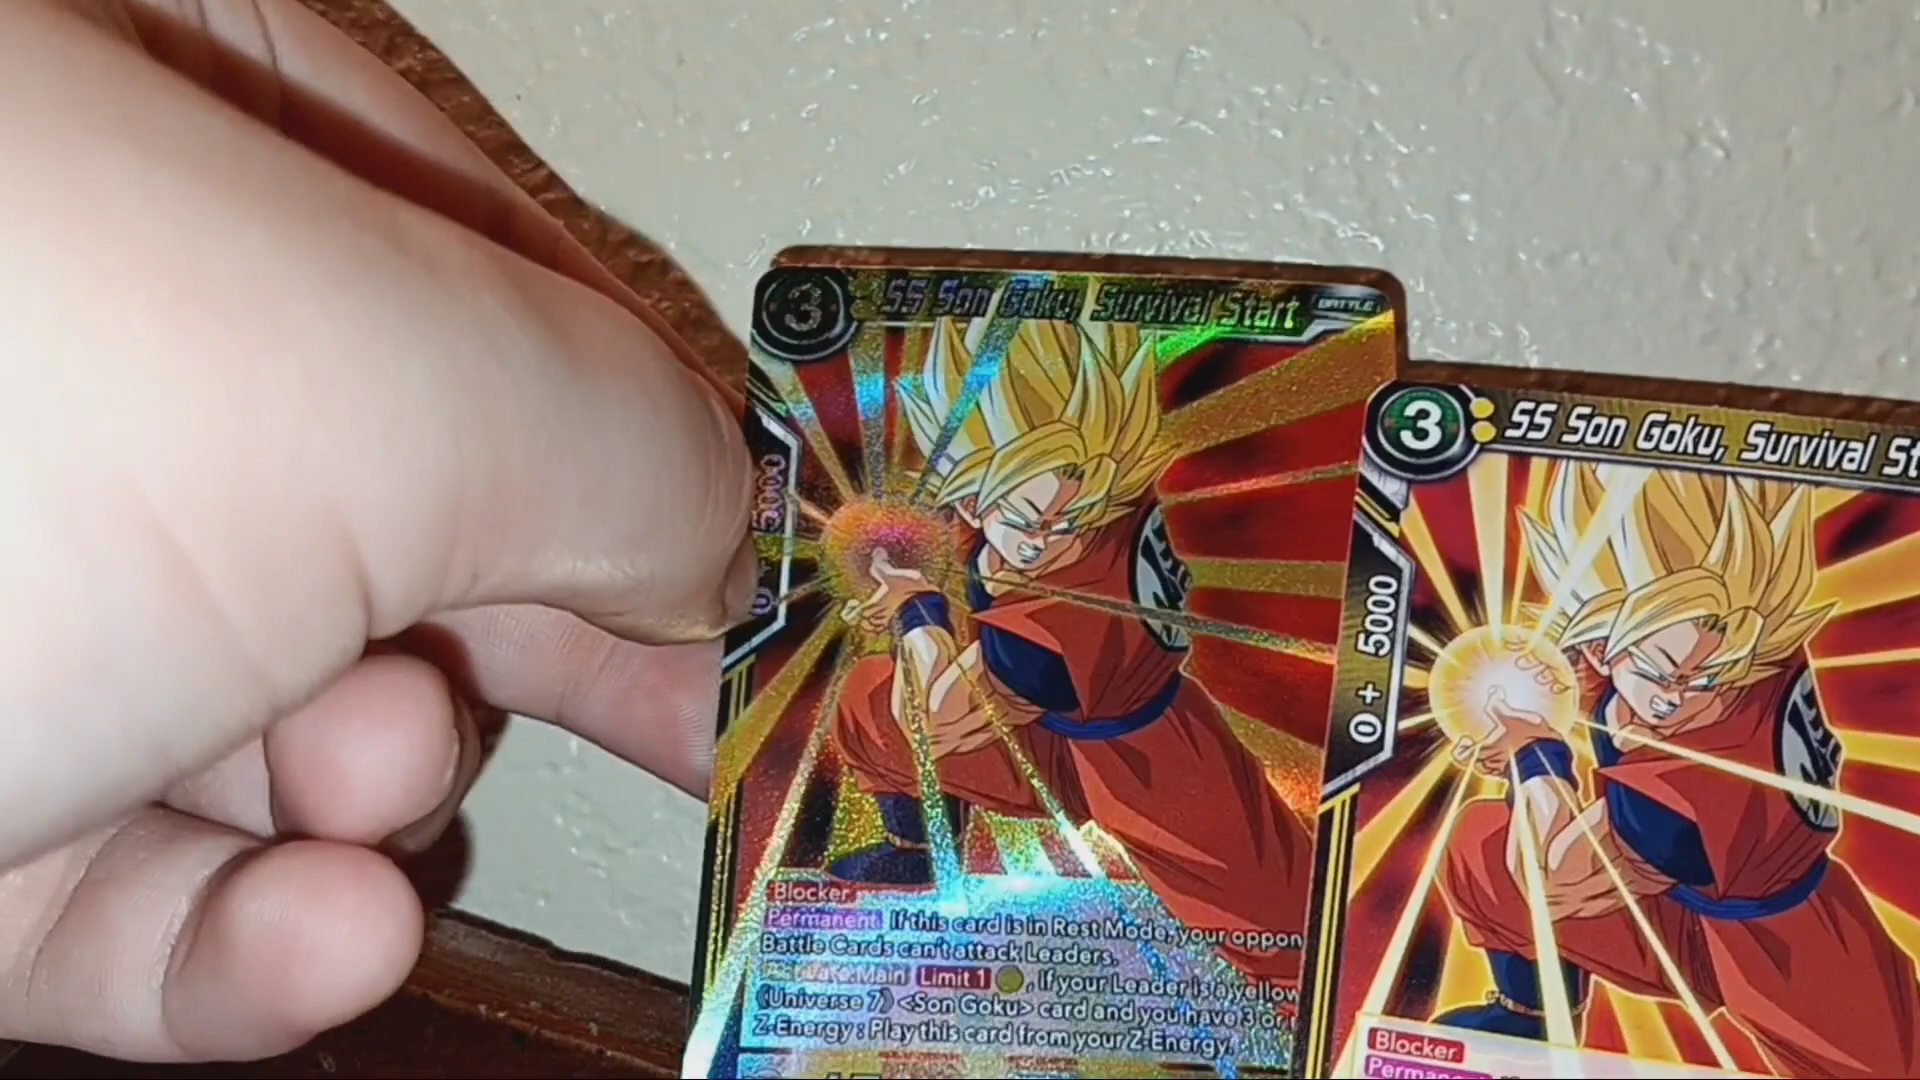 3 SS Son Goku, Survival Start BATTLE
0 + 5000
Blocker
Permanent If this card is in Rest Mode, your oppon
Battle Cards can't attack Leaders.
Activate: Main Limit 1 , If your Leader is a yellow
《Universe 7》 <Son Goku> card and you have 3 or
Z-Energy : Play this card from your Z-Energy.
3 SS Son Goku, Survival St
0 + 5000
Blocker
Permanent